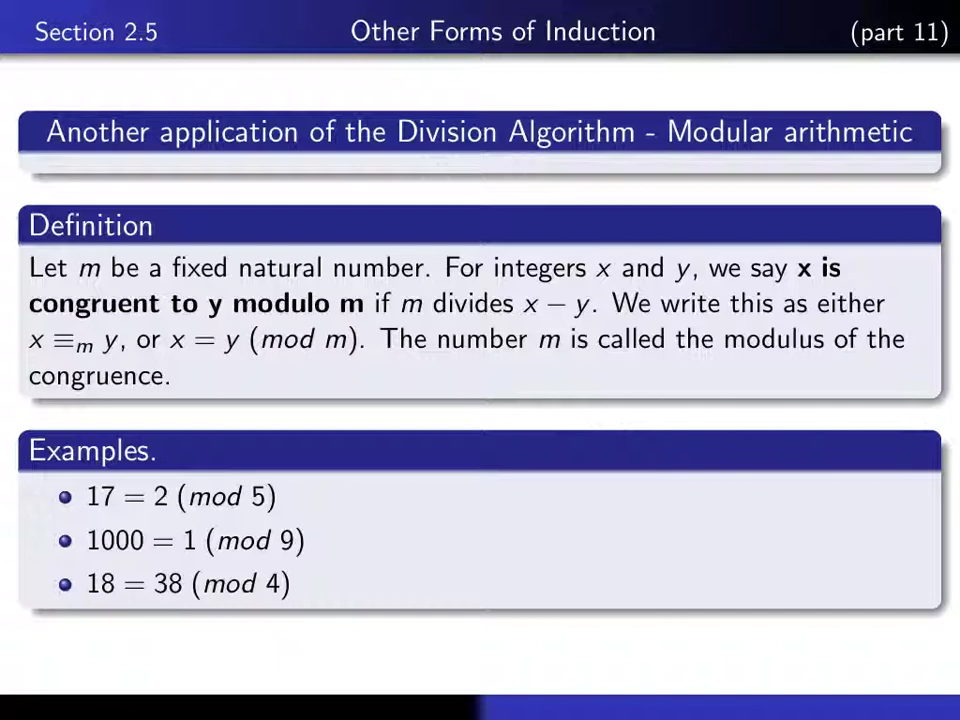 Section 2.5 Other Forms of Induction (part 11)
Another application of the Division Algorithm - Modular arithmetic
Definition
Let m be a fixed natural number. For integers x and y, we say x is
congruent to y modulo m if m divides x − y. We write this as either
x ≡ₘ y, or x = y (mod m). The number m is called the modulus of the
congruence.
Examples.
17 = 2 (mod 5)
1000 = 1 (mod 9)
18 = 38 (mod 4)